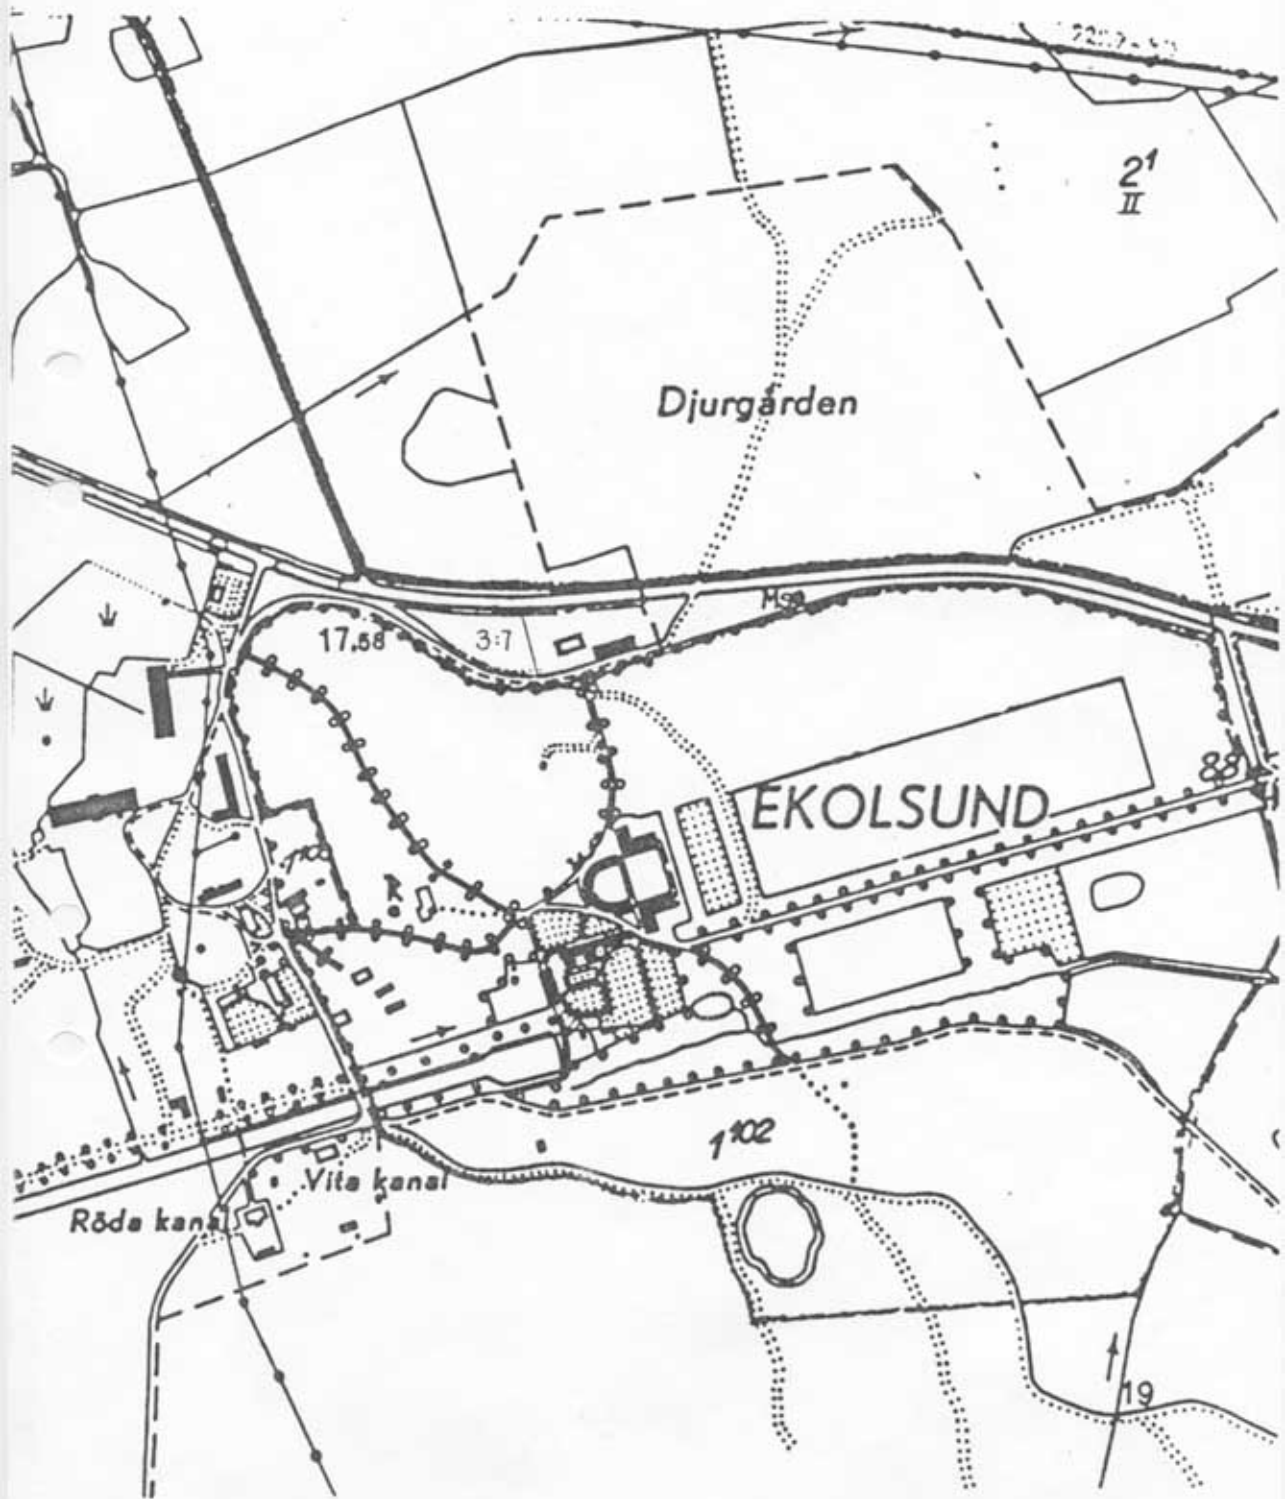 2¹
II
Djurgården
17,58
3:7
EKOLSUND
88
1¹⁰²
Vita kanal
Röda kanal
19